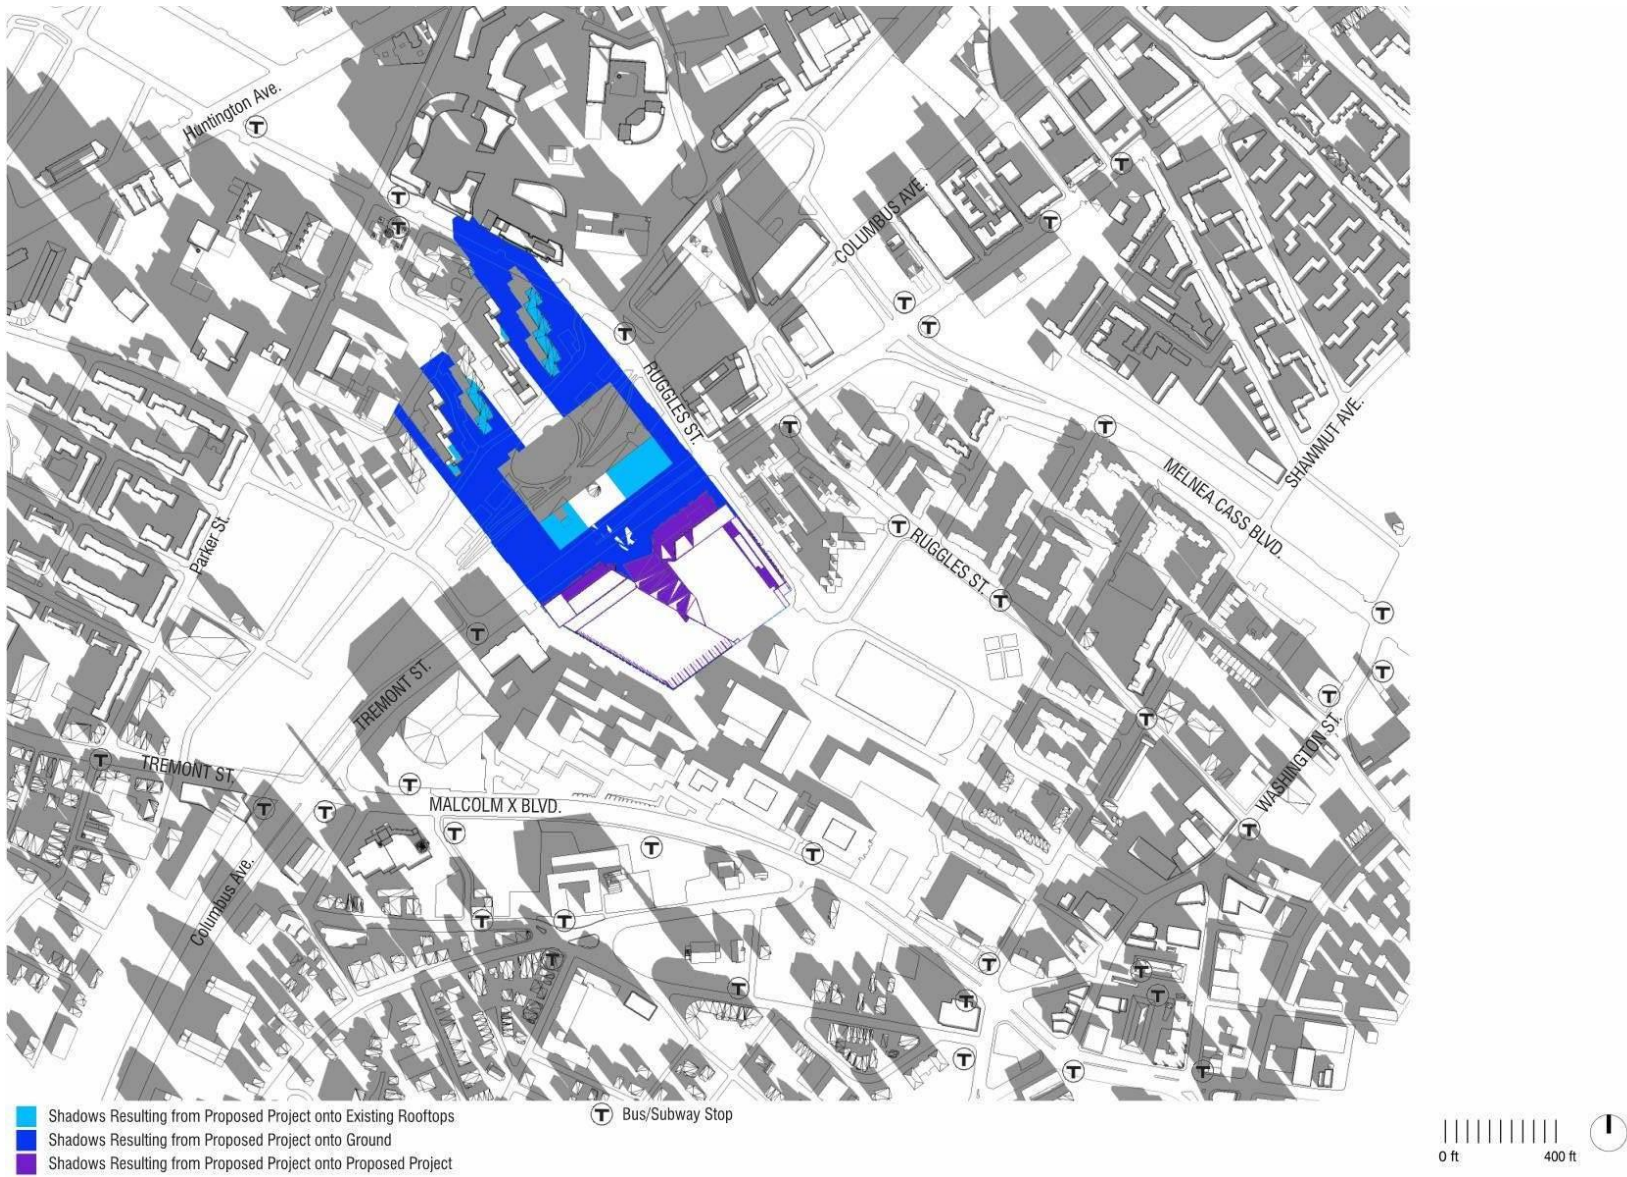 Huntington Ave.
COLUMBUS AVE.
RUGGLES ST.
SHAWMUT AVE.
MELNEA CASS BLVD.
Parker St.
RUGGLES ST.
TREMONT ST.
WASHINGTON ST.
TREMONT ST.
MALCOLM X BLVD.
Columbus Ave.
Shadows Resulting from Proposed Project onto Existing Rooftops
T Bus/Subway Stop
Shadows Resulting from Proposed Project onto Ground
Shadows Resulting from Proposed Project onto Proposed Project
0 ft 400 ft